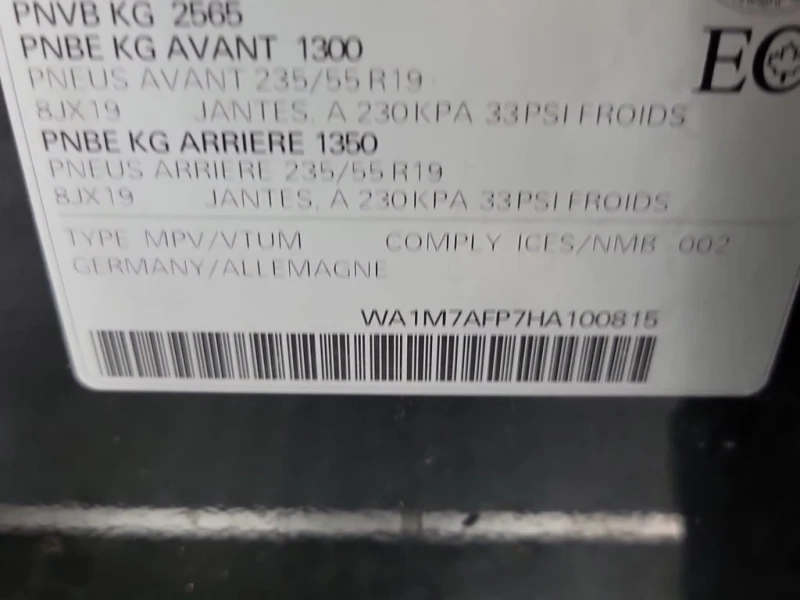 PNVB KG 2565
PNBE KG AVANT 1300
PNEUS AVANT 235/55 R19
8JX19 JANTES, A 230KPA 33PSI FROIDS
PNBE KG ARRIERE 1350
PNEUS ARRIERE 235/55 R19
8JX19 JANTES, A 230KPA 33PSI FROIDS
TYPE MPV/VTUM COMPLY ICES/NMB-002
GERMANY/ALLEMAGNE
WA1M7AFP7HA100815